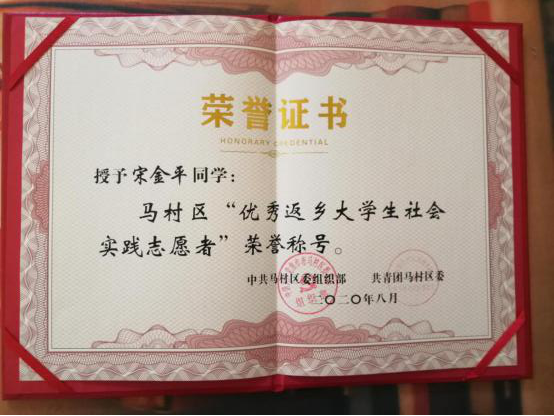 荣誉证书
HONORARY CREDENTIAL
授予宋金平同学：
马村区“优秀返乡大学生社会
实践志愿者”荣誉称号。
中共马村区委组织部 共青团马村区委
二〇二〇年八月